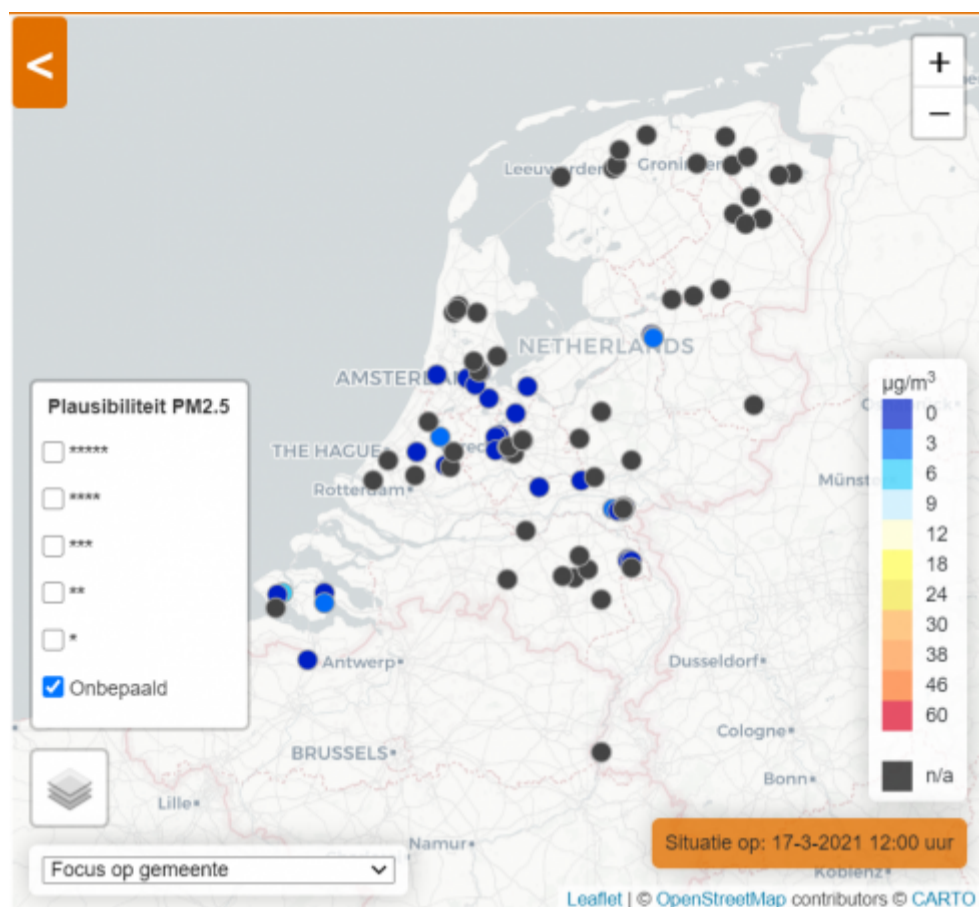 <
+
−
Leeuwarden
Groningen
NETHERLANDS
AMSTERDAM
Plausibiliteit PM2.5
*****
****
***
**
*
Onbepaald
THE HAGUE
Rotterdam
µg/m³
0
3
6
9
12
18
24
30
38
46
60
n/a
Antwerp
Dusseldorf
BRUSSELS
Cologne
Bonn
Lille
Namur
Situatie op: 17-3-2021 12:00 uur
Koblenz
Focus op gemeente
Leaflet | © OpenStreetMap contributors © CARTO